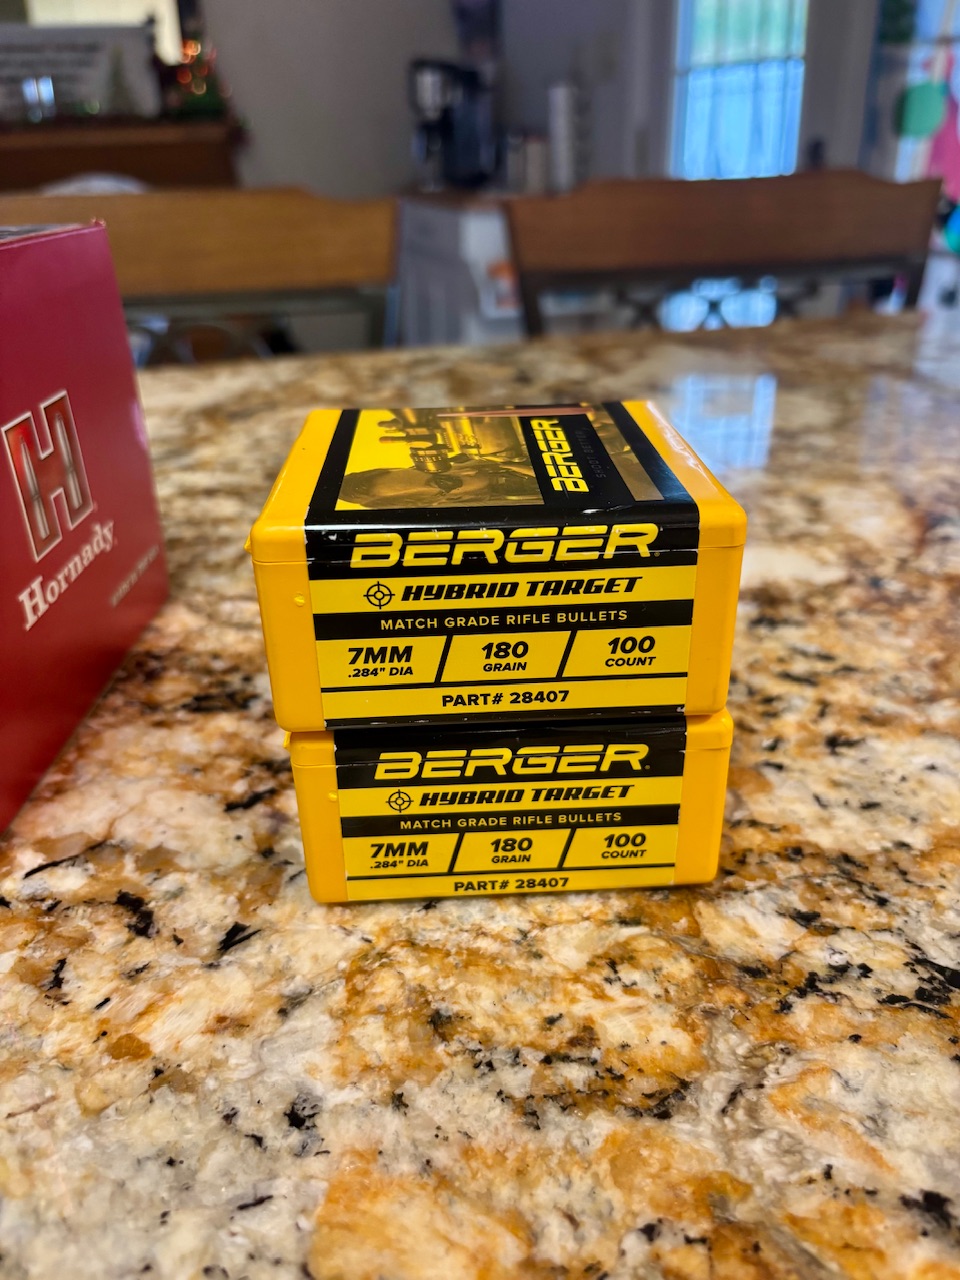 H
Hornady
BERGER
BERGER
HYBRID TARGET
MATCH GRADE RIFLE BULLETS
7MM
.284" DIA
180
GRAIN
100
COUNT
PART# 28407
BERGER
HYBRID TARGET
MATCH GRADE RIFLE BULLETS
7MM
.284" DIA
180
GRAIN
100
COUNT
PART# 28407